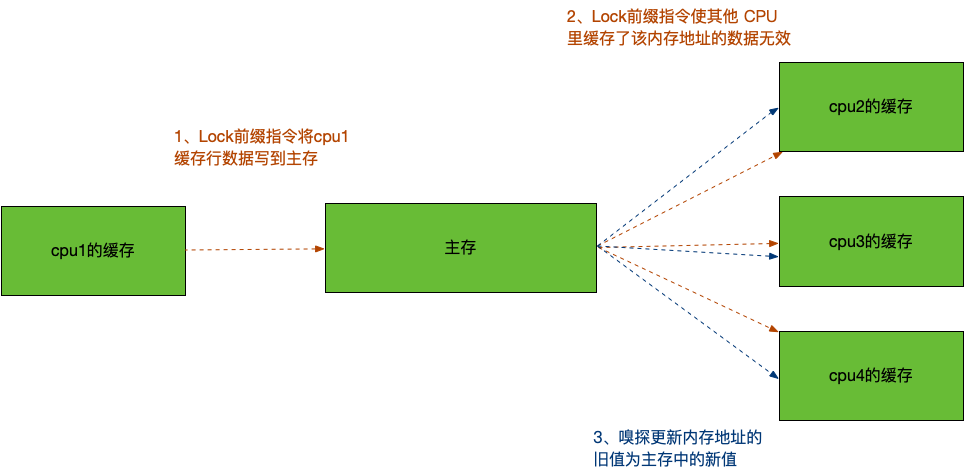 2、Lock前缀指令使其他 CPU
里缓存了该内存地址的数据无效
cpu2的缓存
1、Lock前缀指令将cpu1
缓存行数据写到主存
cpu1的缓存
主存
cpu3的缓存
cpu4的缓存
3、嗅探更新内存地址的
旧值为主存中的新值